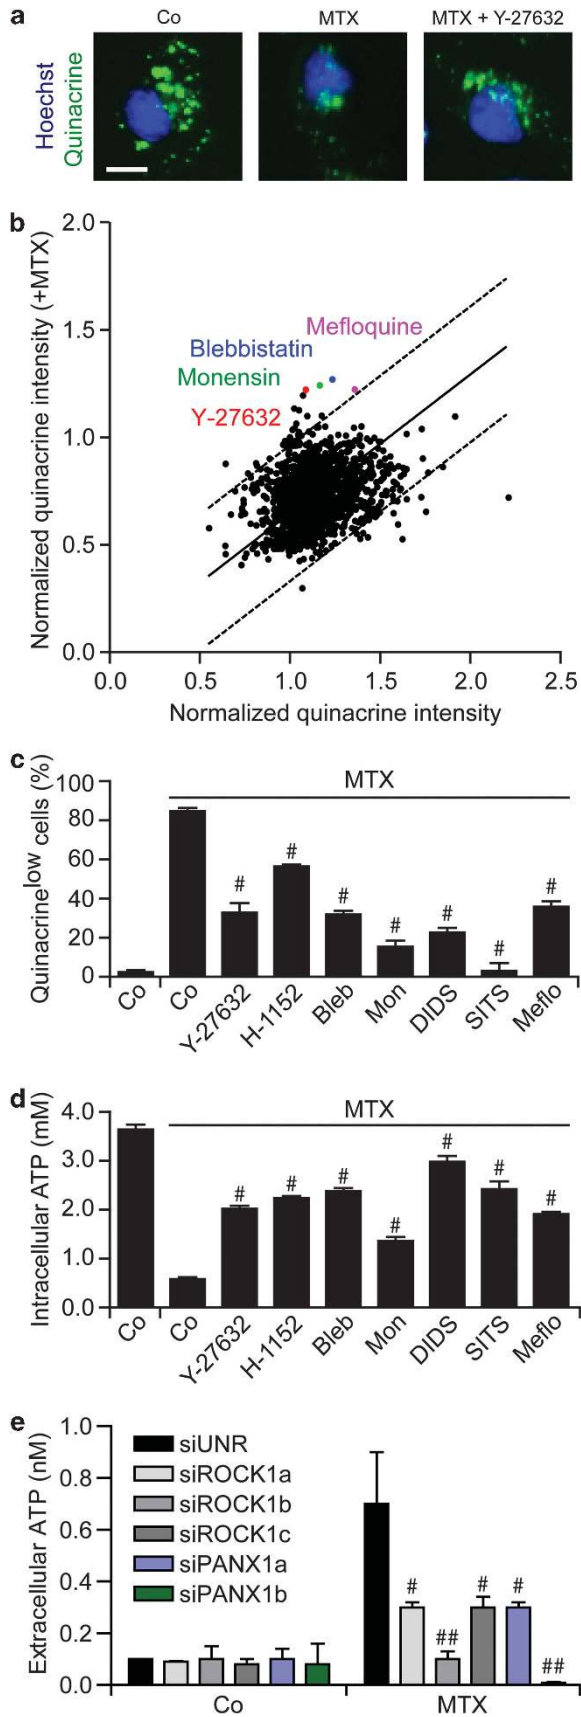 a
Co
MTX
MTX + Y-27632
Hoechst
Quinacrine
b
Normalized quinacrine intensity (+MTX)
2.0
1.5
1.0
0.5
0.0
Mefloquine
Blebbistatin
Monensin
Y-27632
0.0 0.5 1.0 1.5 2.0 2.5
Normalized quinacrine intensity
c
Quinacrinelow cells (%)
100
80
60
40
20
0
MTX
# # # # # # #
Co Co Y-27632 H-1152 Bleb Mon DIDS SITS Meflo
d
Intracellular ATP (mM)
4.0
3.0
2.0
1.0
0.0
MTX
# # # # # # #
Co Co Y-27632 H-1152 Bleb Mon DIDS SITS Meflo
e
Extracellular ATP (nM)
1.0
0.8
0.6
0.4
0.2
0.0
siUNR
siROCK1a
siROCK1b
siROCK1c
siPANX1a
siPANX1b
# ## # # ##
Co MTX